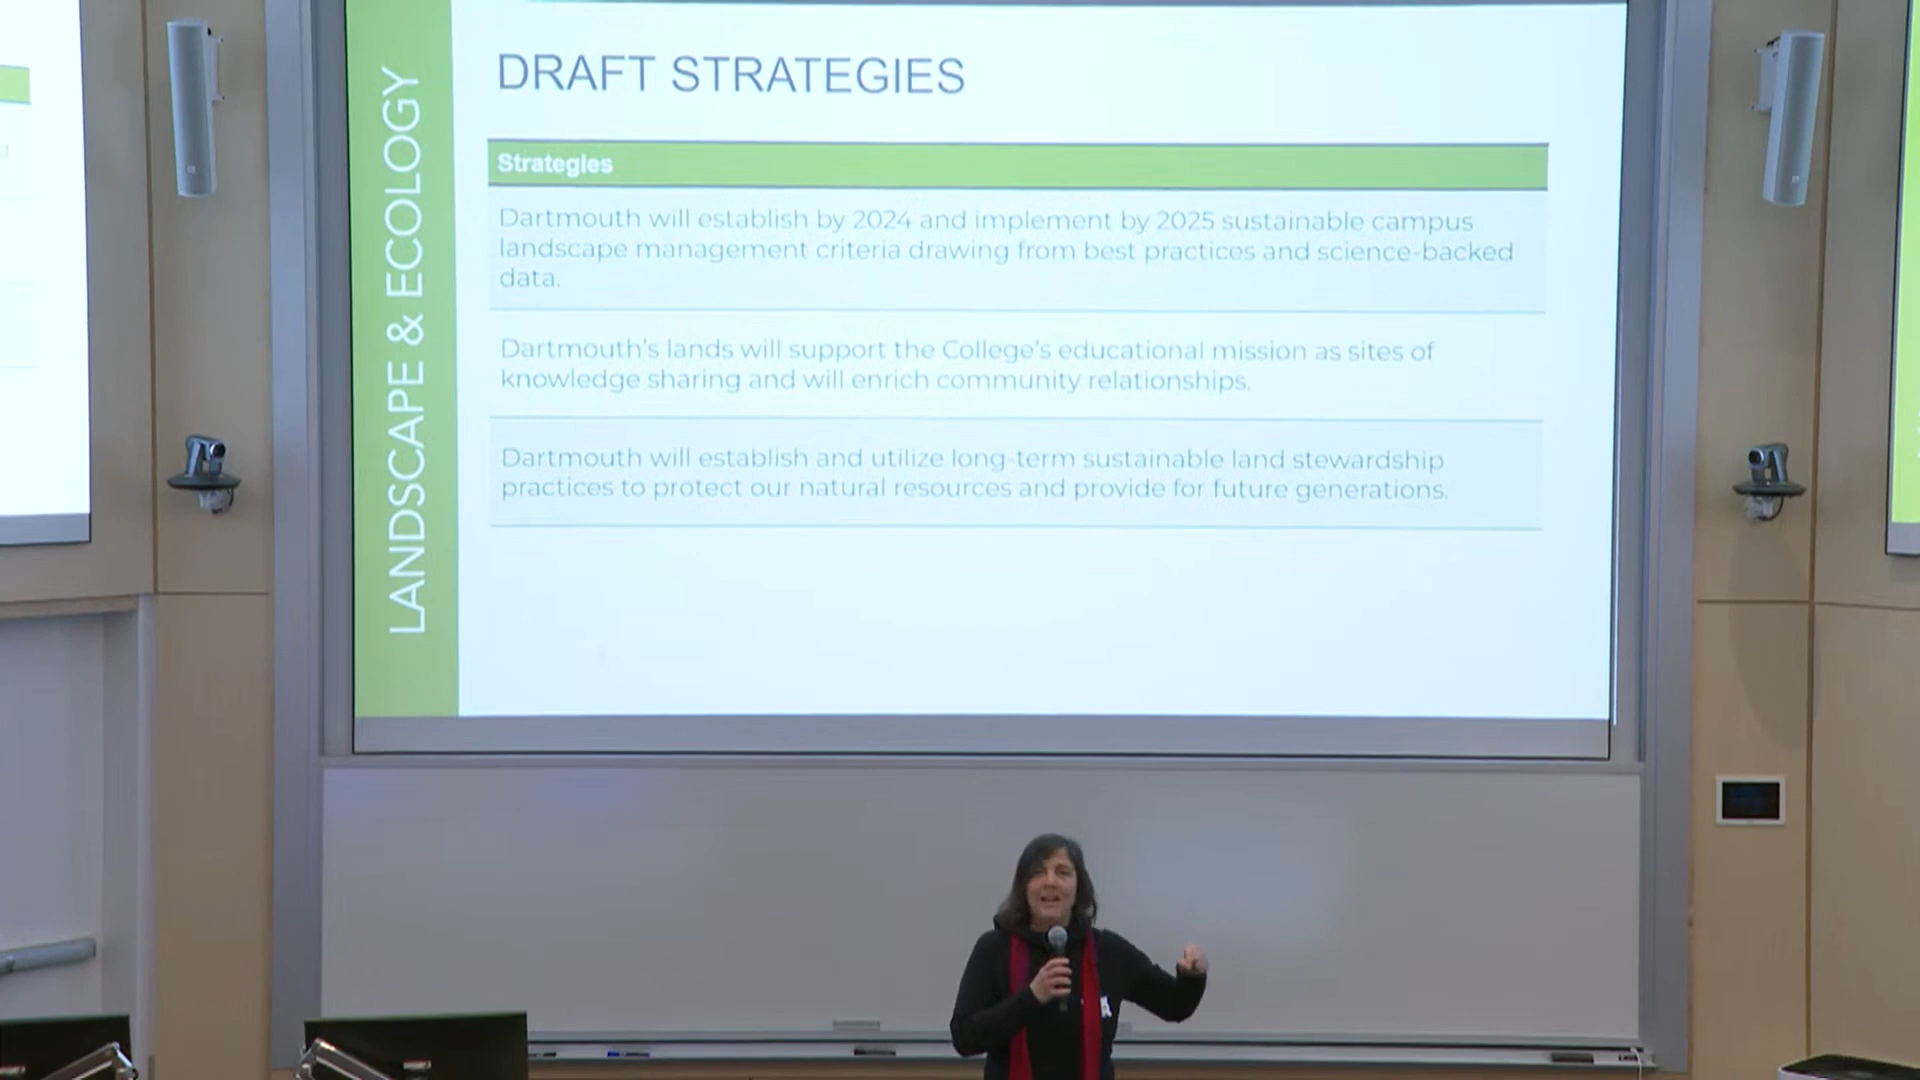 LANDSCAPE & ECOLOGY
DRAFT STRATEGIES
Strategies
Dartmouth will establish by 2024 and implement by 2025 sustainable campus
landscape management criteria drawing from best practices and science-backed
data.
Dartmouth's lands will support the College's educational mission as sites of
knowledge sharing and will enrich community relationships.
Dartmouth will establish and utilize long-term sustainable land stewardship
practices to protect our natural resources and provide for future generations.